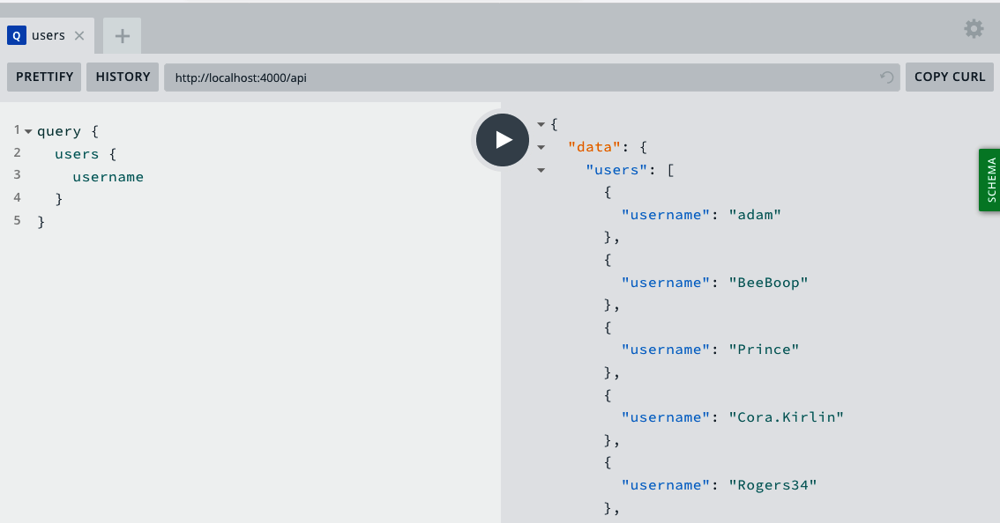 Q users
PRETTIFY HISTORY http://localhost:4000/api COPY CURL
1 query {
2 users {
3 username
4 }
5 }
{
"data": {
"users": [
{
"username": "adam"
},
{
"username": "BeeBoop"
},
{
"username": "Prince"
},
{
"username": "Cora.Kirlin"
},
{
"username": "Rogers34"
},
SCHEMA